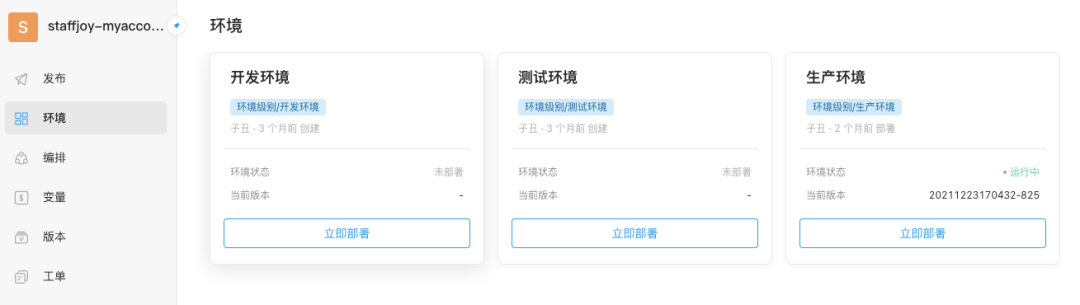 S
staffjoy-myacco...
发布
环境
编排
变量
版本
工单
环境
开发环境
环境级别/开发环境
子丑 · 3 个月前 创建
环境状态 未部署
当前版本 -
立即部署
测试环境
环境级别/测试环境
子丑 · 3 个月前 创建
环境状态 未部署
当前版本 -
立即部署
生产环境
环境级别/生产环境
子丑 · 2 个月前 部署
环境状态 • 运行中
当前版本 20211223170432-825
立即部署